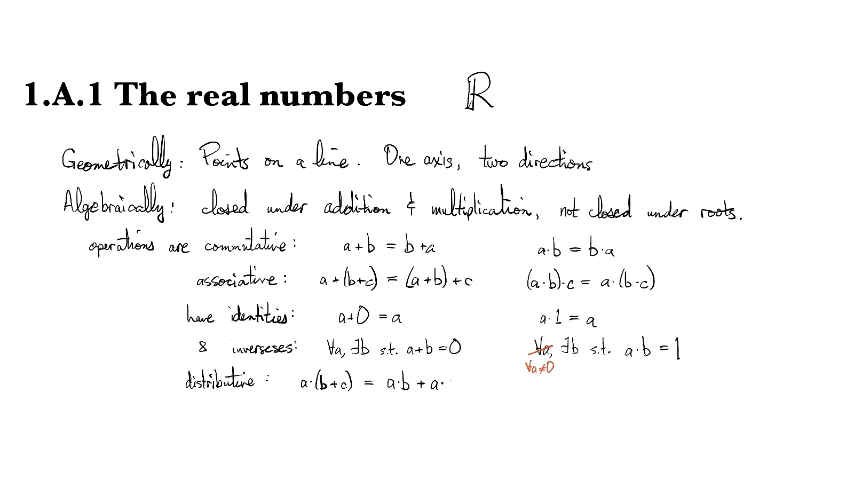 1.A.1 The real numbers ℝ
Geometrically: Points on a line. One axis, two directions
Algebraically: closed under addition & multiplication, not closed under roots.
operations are commutative: a+b = b+a a·b = b·a
associative: a+(b+c) = (a+b)+c (a·b)·c = a·(b·c)
have identities: a+0 = a a·1 = a
& inverseses: ∀a, ∃b s.t. a+b=0 ∀a, ∃b s.t. a·b = 1
∀a≠0
distributive: a·(b+c) = a·b + a·